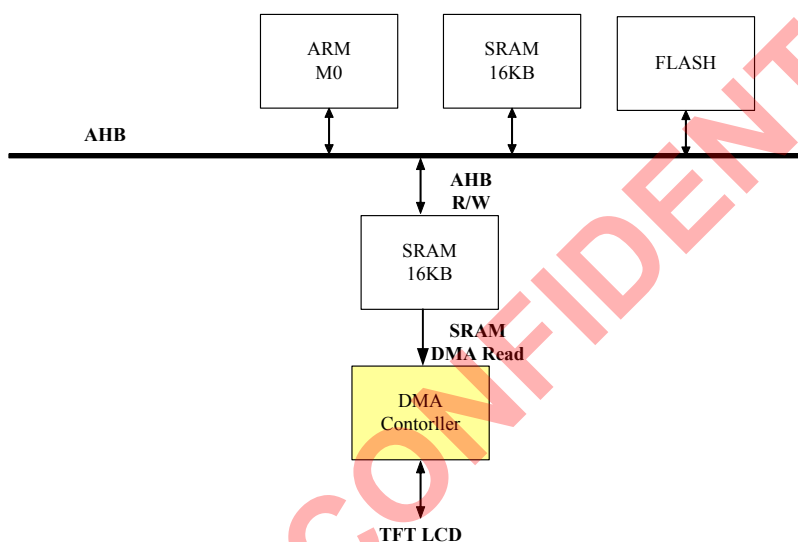 ARM
M0
SRAM
16KB
FLASH
AHB
AHB
R/W
SRAM
16KB
SRAM
DMA Read
DMA
Contorller
TFT LCD
CONFIDENT